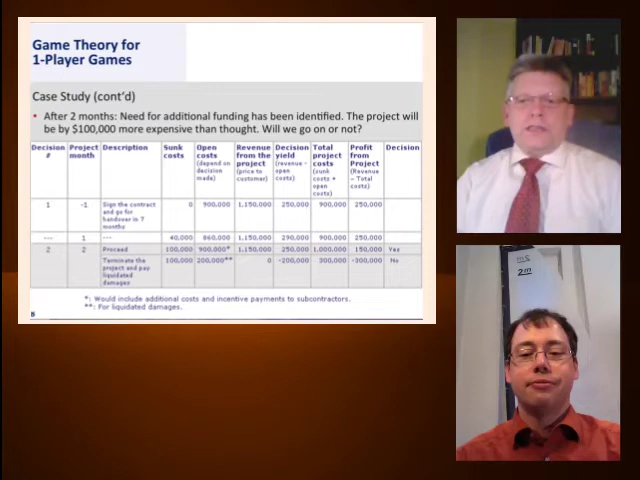 Game Theory for
1-Player Games
Case Study (cont'd)
• After 2 months: Need for additional funding has been identified. The project will
be by $100,000 more expensive than thought. Will we go on or not?
Decision # Project month Description Sunk costs Open costs (depend on decision made) Revenue from the project (price to customer) Decision yield (revenue - open costs) Total project costs (sunk costs + open costs) Profit from Project (Revenue - Total costs) Decision
1 -1 Sign the contract and go for handover in 7 months 0 900,000 1,150,000 250,000 900,000 250,000
--- 1 --- 40,000 860,000 1,150,000 290,000 900,000 250,000
2 2 Proceed 100,000 900,000* 1,150,000 250,000 1,000,000 150,000 Yes
Terminate the project and pay liquidated damages 100,000 200,000** 0 -200,000 300,000 -300,000 No
*: Would include additional costs and incentive payments to subcontractors.
**: For liquidated damages.